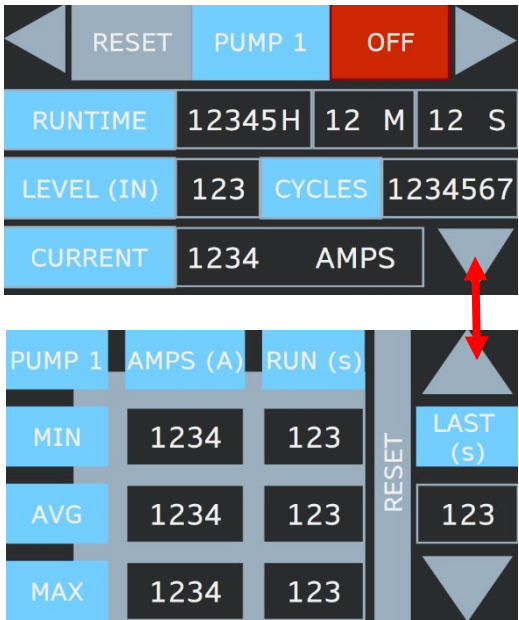 RESET PUMP 1 OFF
RUNTIME 12345H 12 M 12 S
LEVEL (IN) 123 CYCLES 1234567
CURRENT 1234 AMPS
PUMP 1 AMPS (A) RUN (s)
LAST
(s)
MIN 1234 123
RESET
AVG 1234 123 123
MAX 1234 123